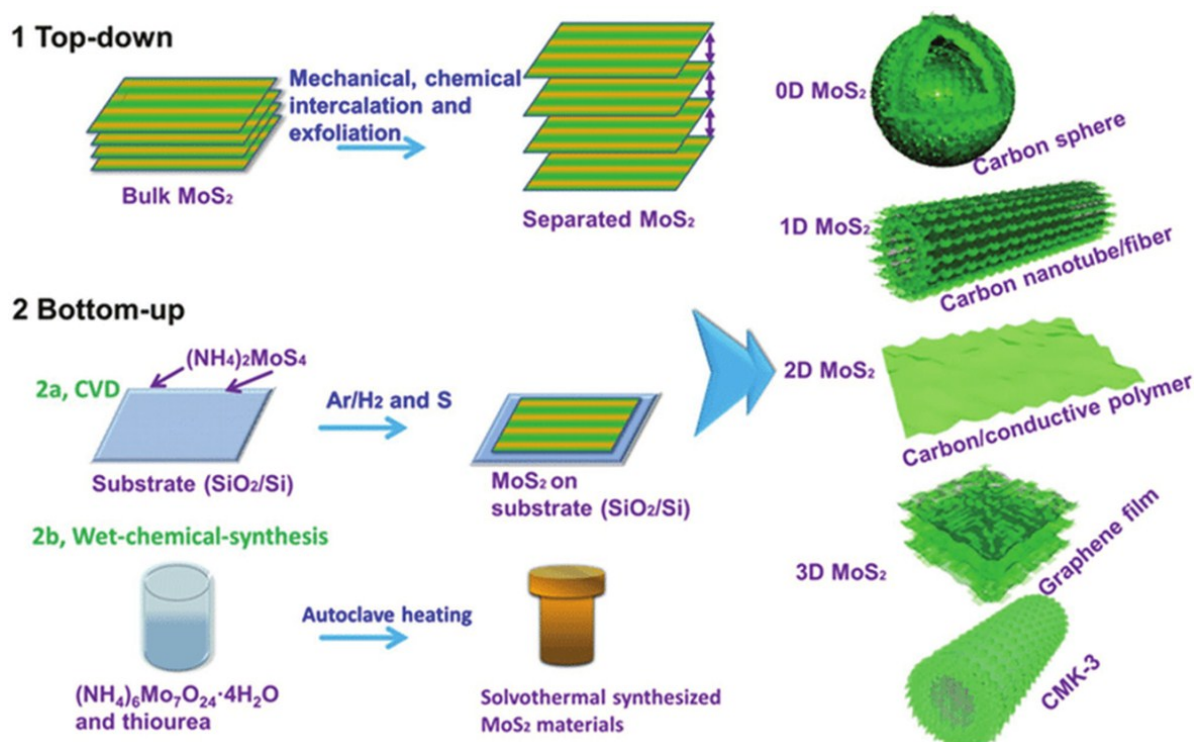 1 Top-down
Mechanical, chemical
intercalation and
exfoliation
Bulk MoS₂
Separated MoS₂
2 Bottom-up
(NH₄)₂MoS₄
2a, CVD
Ar/H₂ and S
Substrate (SiO₂/Si)
MoS₂ on
substrate (SiO₂/Si)
2b, Wet-chemical-synthesis
Autoclave heating
(NH₄)₆Mo₇O₂₄·4H₂O
and thiourea
Solvothermal synthesized
MoS₂ materials
0D MoS₂
Carbon sphere
1D MoS₂
Carbon nanotube/fiber
2D MoS₂
Carbon/conductive polymer
3D MoS₂
Graphene film
CMK-3